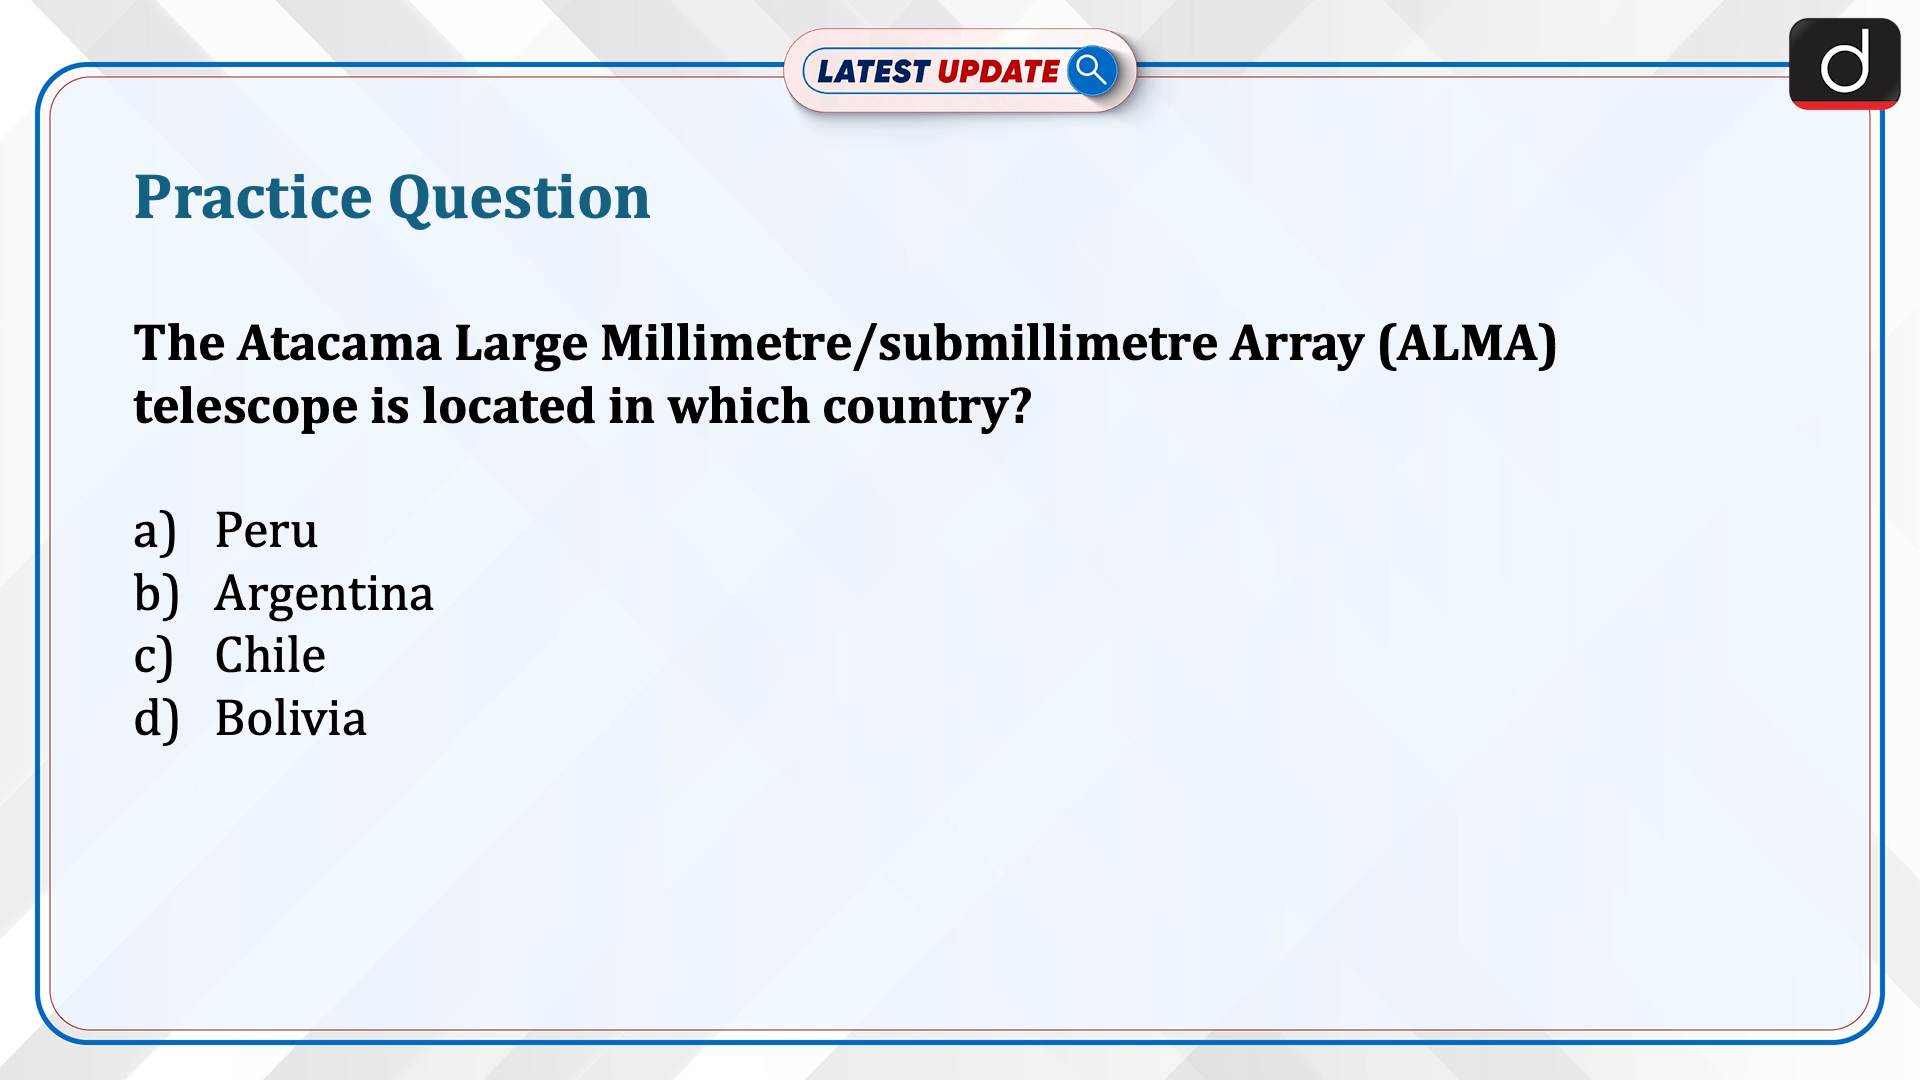 LATEST UPDATE
d
Practice Question
The Atacama Large Millimetre/submillimetre Array (ALMA)
telescope is located in which country?
a) Peru
b) Argentina
c) Chile
d) Bolivia